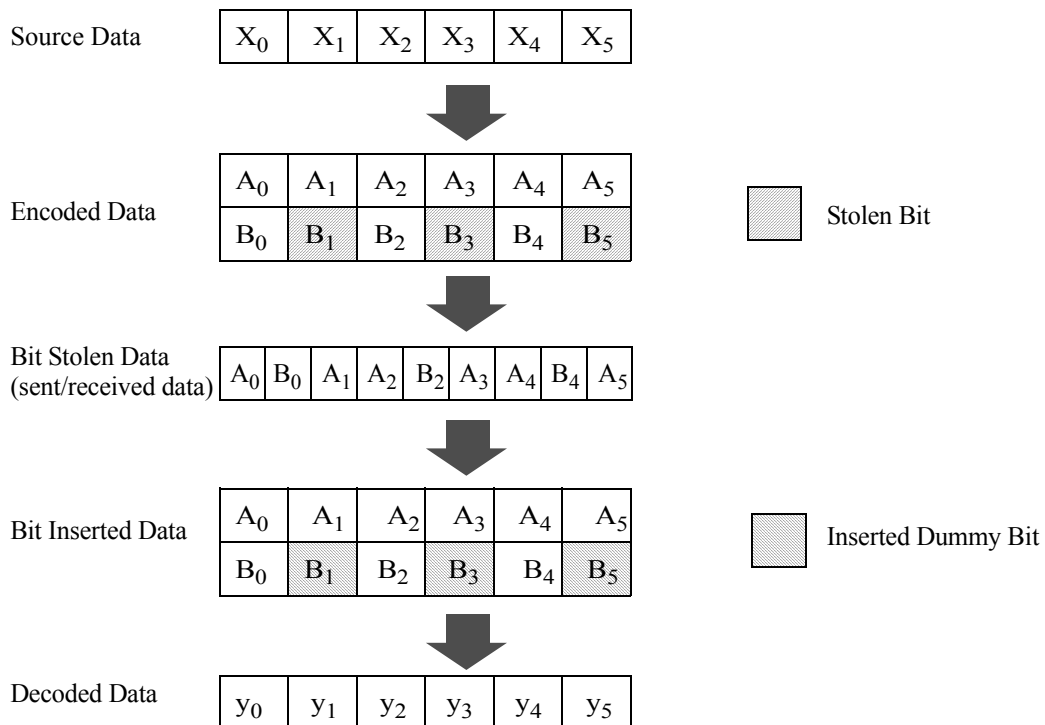 Source Data
X₀ X₁ X₂ X₃ X₄ X₅
Encoded Data
A₀ A₁ A₂ A₃ A₄ A₅
B₀ B₁ B₂ B₃ B₄ B₅
Stolen Bit
Bit Stolen Data
(sent/received data)
A₀ B₀ A₁ A₂ B₂ A₃ A₄ B₄ A₅
Bit Inserted Data
A₀ A₁ A₂ A₃ A₄ A₅
B₀ B₁ B₂ B₃ B₄ B₅
Inserted Dummy Bit
Decoded Data
y₀ y₁ y₂ y₃ y₄ y₅